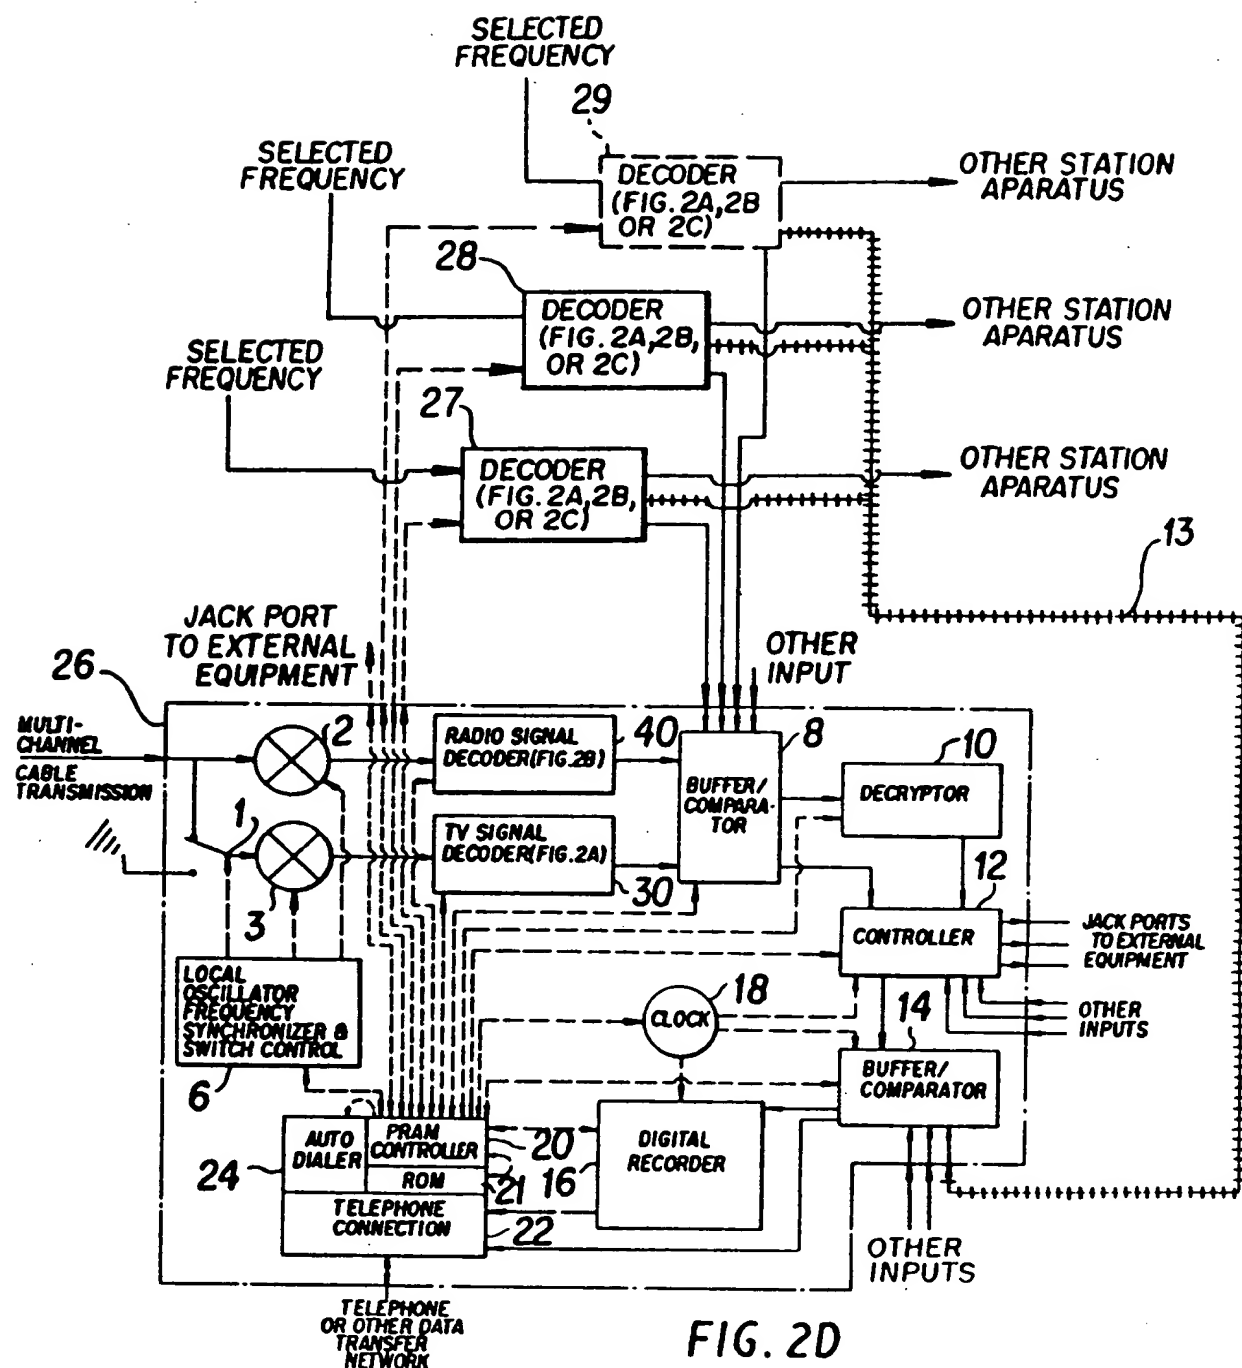 SELECTED
FREQUENCY
29
SELECTED
FREQUENCY
DECODER
(FIG. 2A,2B
OR 2C)
OTHER STATION
APARATUS
28
DECODER
(FIG. 2A,2B,
OR 2C)
OTHER STATION
APARATUS
SELECTED
FREQUENCY
27
DECODER
(FIG. 2A,2B,
OR 2C)
OTHER STATION
APARATUS
13
JACK PORT
TO EXTERNAL
EQUIPMENT
OTHER
INPUT
26
MULTI-
CHANNEL
CABLE
TRANSMISSION
2
RADIO SIGNAL
DECODER(FIG. 2B)
40
8
BUFFER/
COMPARA-
TOR
10
DECRYPTOR
1
3
TV SIGNAL
DECODER(FIG. 2A)
30
12
CONTROLLER
JACK PORTS
TO EXTERNAL
EQUIPMENT
LOCAL
OSCILLATOR
FREQUENCY
SYNCHRONIZER &
SWITCH CONTROL
6
18
CLOCK
OTHER
INPUTS
14
BUFFER/
COMPARATOR
AUTO
DIALER
24
PRAM
CONTROLLER
20
ROM
21
16
DIGITAL
RECORDER
TELEPHONE
CONNECTION
22
OTHER
INPUTS
TELEPHONE
OR OTHER DATA
TRANSFER
NETWORK
FIG. 2D